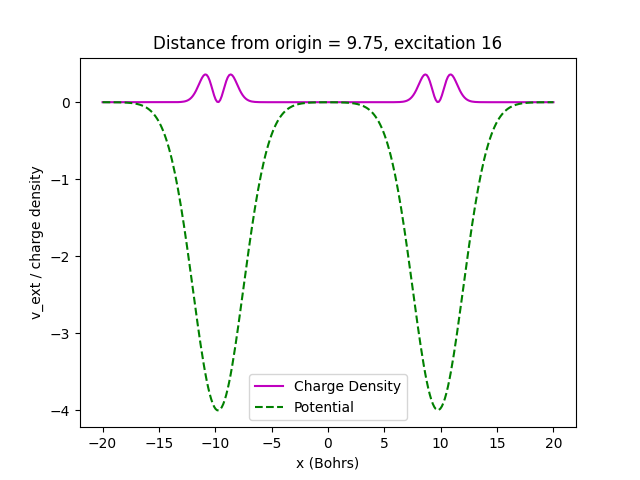 Distance from origin = 9.75, excitation 16
v_ext / charge density
0
−1
−2
−3
−4
Charge Density
Potential
−20 −15 −10 −5 0 5 10 15 20
x (Bohrs)